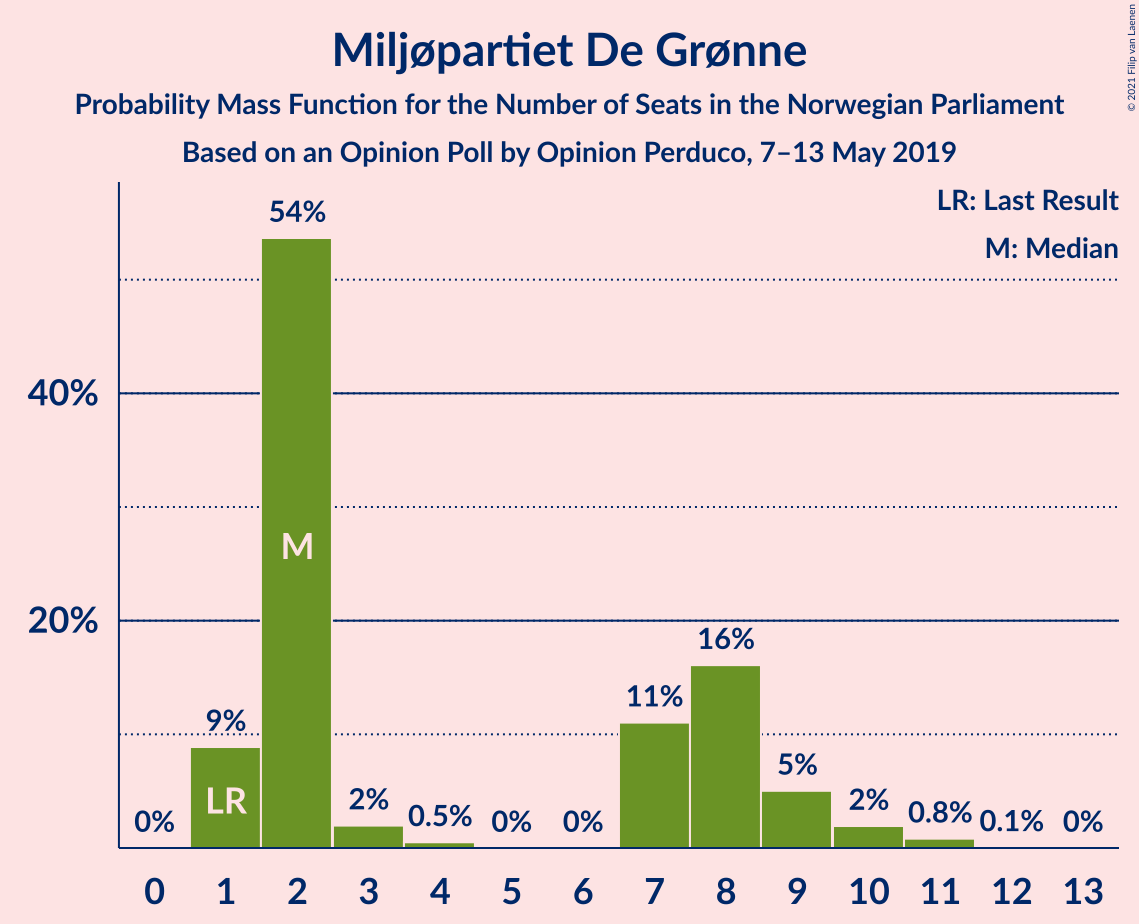 Miljøpartiet De Grønne
Probability Mass Function for the Number of Seats in the Norwegian Parliament
Based on an Opinion Poll by Opinion Perduco, 7–13 May 2019
© 2021 Filip van Laenen
LR: Last Result
M: Median
54%
40%
M
20%
16%
11%
9%
5%
LR
2%
2%
0.5%
0.8%
0.1%
0%
0%
0%
0%
0 1 2 3 4 5 6 7 8 9 10 11 12 13